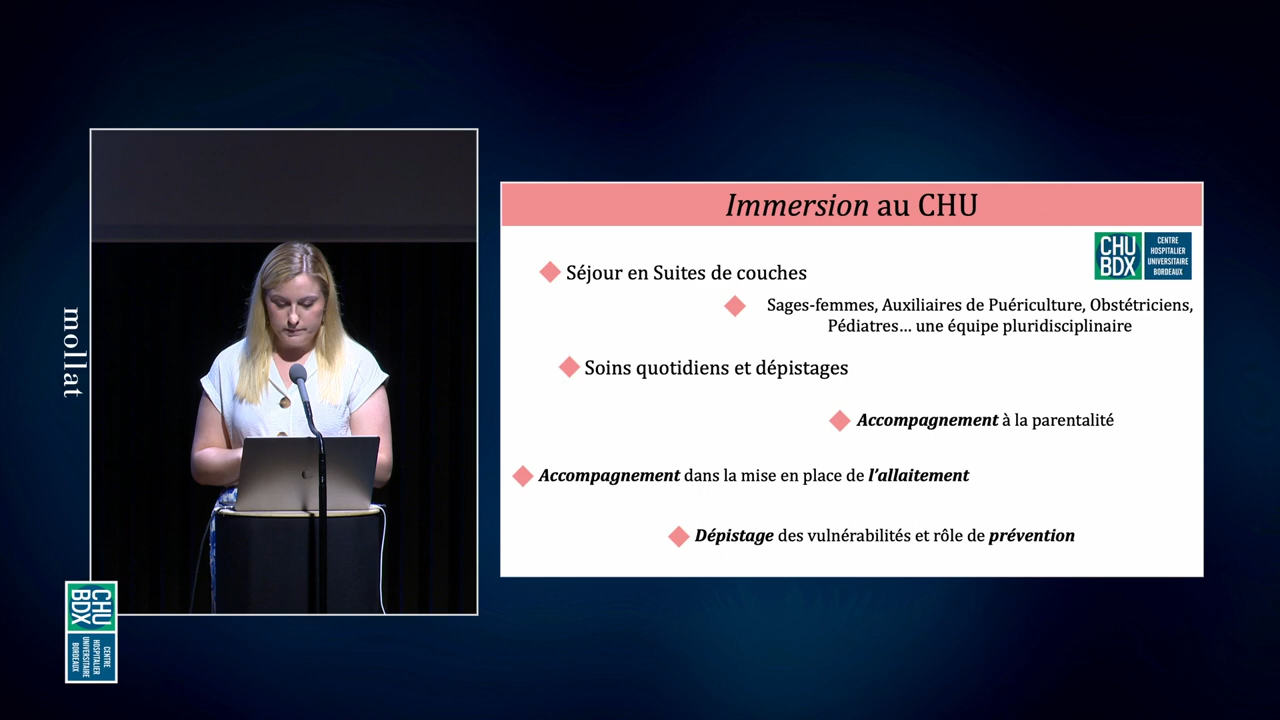 mollat
CHU
BDX
CENTRE
HOSPITALIER
UNIVERSITAIRE
BORDEAUX
Immersion au CHU
CHU
BDX
CENTRE
HOSPITALIER
UNIVERSITAIRE
BORDEAUX
Séjour en Suites de couches
Sages-femmes, Auxiliaires de Puériculture, Obstétriciens,
Pédiatres... une équipe pluridisciplinaire
Soins quotidiens et dépistages
Accompagnement à la parentalité
Accompagnement dans la mise en place de l'allaitement
Dépistage des vulnérabilités et rôle de prévention